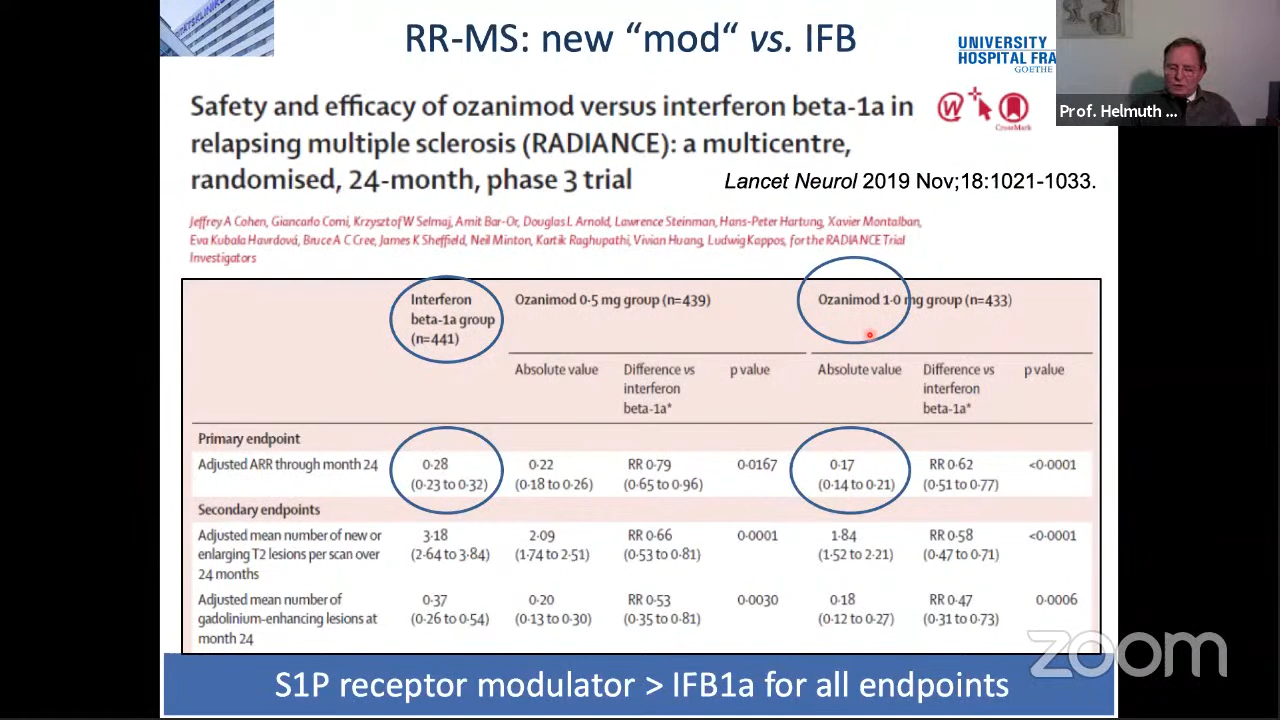 RR-MS: new “mod“ vs. IFB
UNIVERSITY
HOSPITAL FRA
GOETHE
Prof. Helmuth ...
Safety and efficacy of ozanimod versus interferon beta-1a in
relapsing multiple sclerosis (RADIANCE): a multicentre,
randomised, 24-month, phase 3 trial
CrossMark
Lancet Neurol 2019 Nov;18:1021-1033.
Jeffrey A Cohen, Giancarlo Comi, Krzysztof W Selmaj, Amit Bar-Or, Douglas L Arnold, Lawrence Steinman, Hans-Peter Hartung, Xavier Montalban,
Eva Kubala Havrdová, Bruce A C Cree, James K Sheffield, Neil Minton, Kartik Raghupathi, Vivian Huang, Ludwig Kappos, for the RADIANCE Trial
Investigators
Interferon beta-1a group (n=441) Ozanimod 0·5 mg group (n=439) Ozanimod 1·0 mg group (n=433)
Absolute value Difference vs interferon beta-1a* p value Absolute value Difference vs interferon beta-1a* p value
Primary endpoint
Adjusted ARR through month 24 0·28 0·22 RR 0·79 0·0167 0·17 RR 0·62 <0·0001
(0·23 to 0·32) (0·18 to 0·26) (0·65 to 0·96) (0·14 to 0·21) (0·51 to 0·77)
Secondary endpoints
Adjusted mean number of new or 3·18 2·09 RR 0·66 0·0001 1·84 RR 0·58 <0·0001
enlarging T2 lesions per scan over (2·64 to 3·84) (1·74 to 2·51) (0·53 to 0·81) (1·52 to 2·21) (0·47 to 0·71)
24 months
Adjusted mean number of 0·37 0·20 RR 0·53 0·0030 0·18 RR 0·47 0·0006
gadolinium-enhancing lesions at (0·26 to 0·54) (0·13 to 0·30) (0·35 to 0·81) (0·12 to 0·27) (0·31 to 0·73)
month 24
zoom
S1P receptor modulator > IFB1a for all endpoints